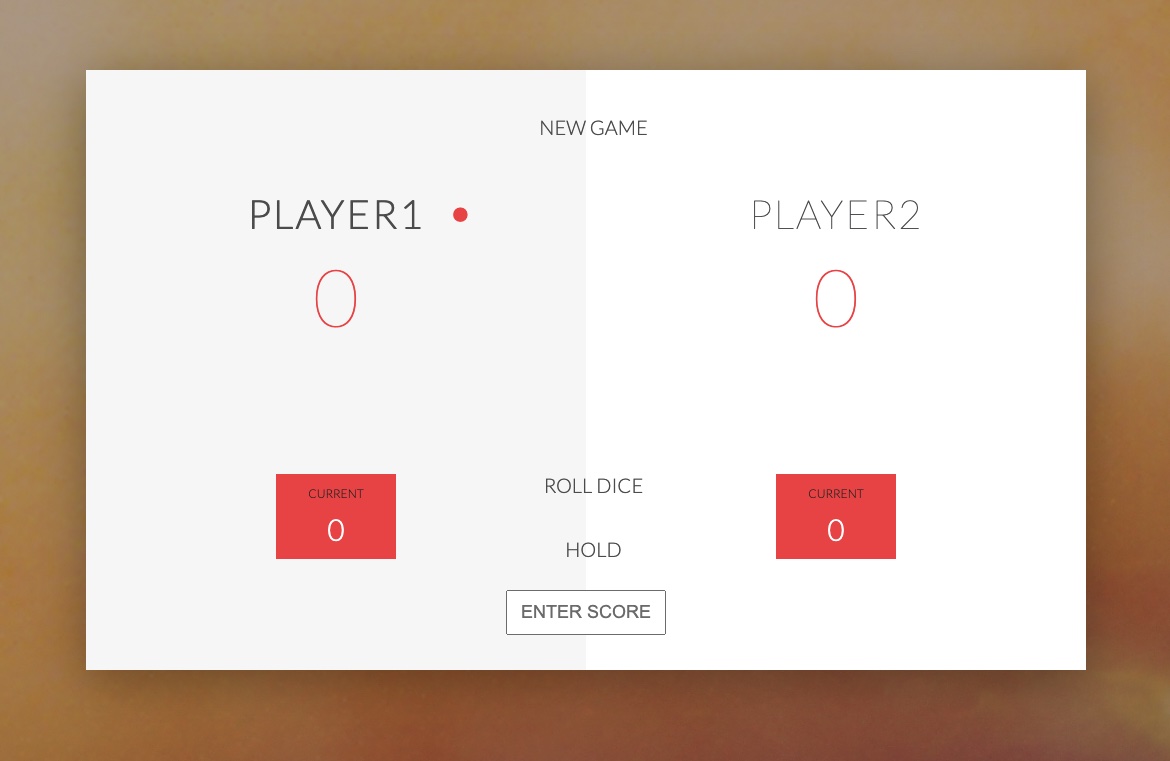 NEW GAME
PLAYER1
PLAYER2
0
0
CURRENT
0
ROLL DICE
HOLD
CURRENT
0
ENTER SCORE